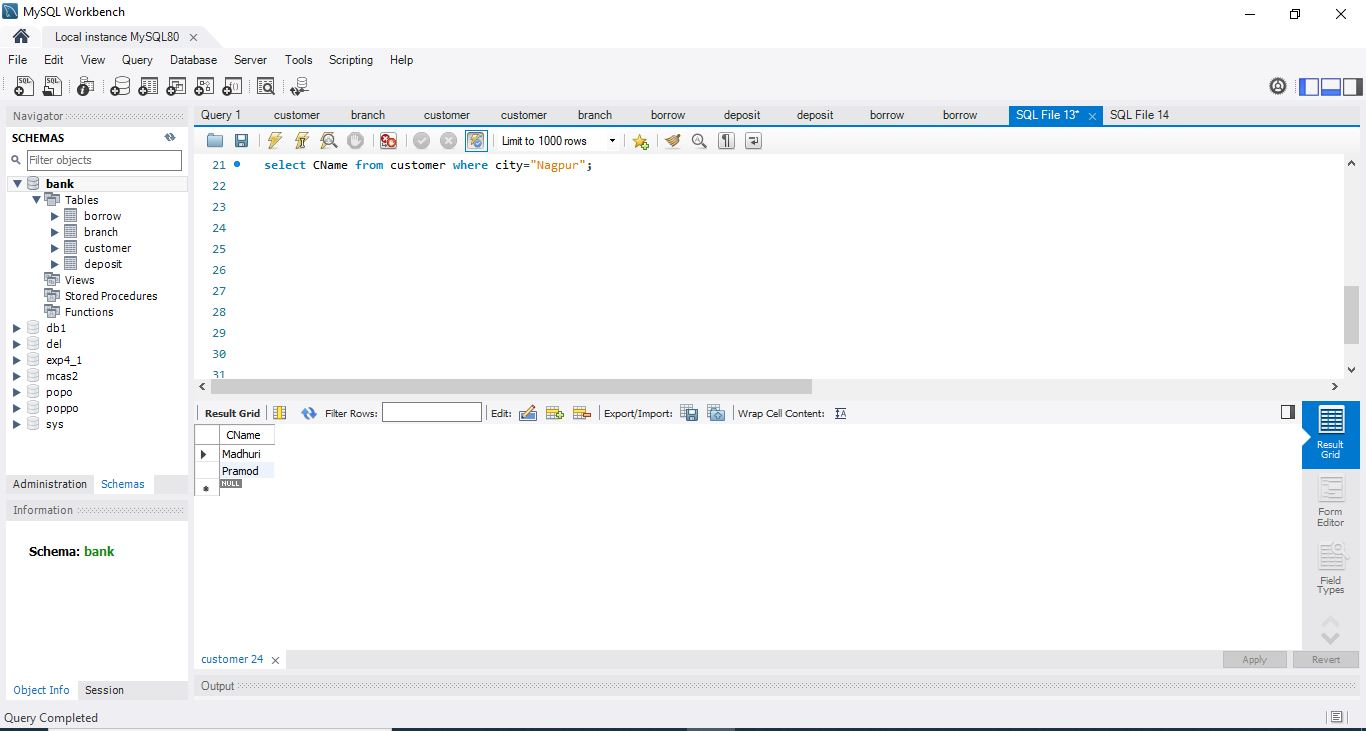 MySQL Workbench
Local instance MySQL80
File Edit View Query Database Server Tools Scripting Help
Navigator
SCHEMAS
Filter objects
bank
Tables
borrow
branch
customer
deposit
Views
Stored Procedures
Functions
db1
del
exp4_1
mcas2
popo
poppo
sys
Administration Schemas
Information
Schema: bank
Object Info Session
Query 1 customer branch customer customer branch borrow deposit deposit borrow borrow SQL File 13* SQL File 14
Limit to 1000 rows
21 select CName from customer where city="Nagpur";
22
23
24
25
26
27
28
29
30
31
Result Grid Filter Rows: Edit: Export/Import: Wrap Cell Content:
CName
Madhuri
Pramod
NULL
Result
Grid
Form
Editor
Field
Types
customer 24 Apply Revert
Output
Query Completed